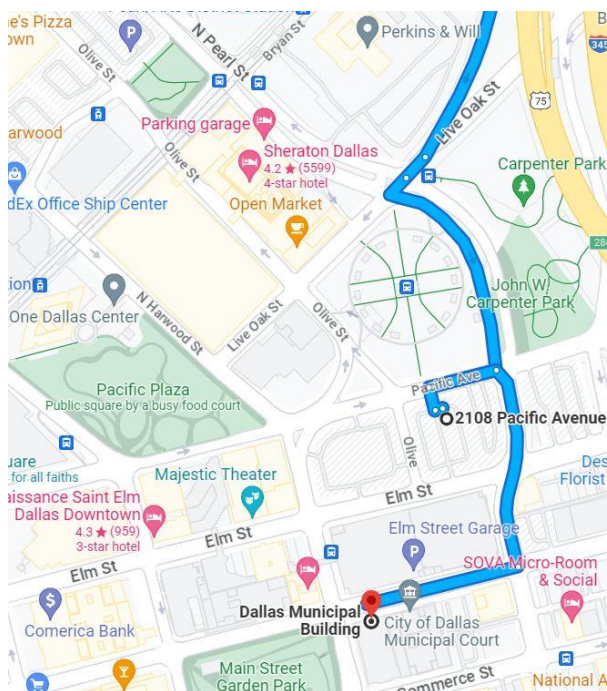 e's Pizza
own
N Pearl St
Bryan St
Perkins & Will
345
75
Olive St
Live Oak St
arwood
Parking garage
Sheraton Dallas
4.2 ★ (5599)
4-star hotel
Carpenter Park
edEx Office Ship Center
Olive St
Open Market
284
John W.
Carpenter Park
tion
One Dallas Center
N Harwood St
Live Oak St
Olive St
Pacific Plaza
Public square by a busy food court
Pacific Ave
2108 Pacific Avenue
Olive
uare
for all faiths
Majestic Theater
Elm St
Des
Florist
aissance Saint Elm
Dallas Downtown
4.3 ★ (959)
3-star hotel
Elm St
Elm Street Garage
SOVA Micro-Room
& Social
Elm St
Dallas Municipal
Building
City of Dallas
Municipal Court
Comerica Bank
Main Street
Garden Park
ommerce St
National A